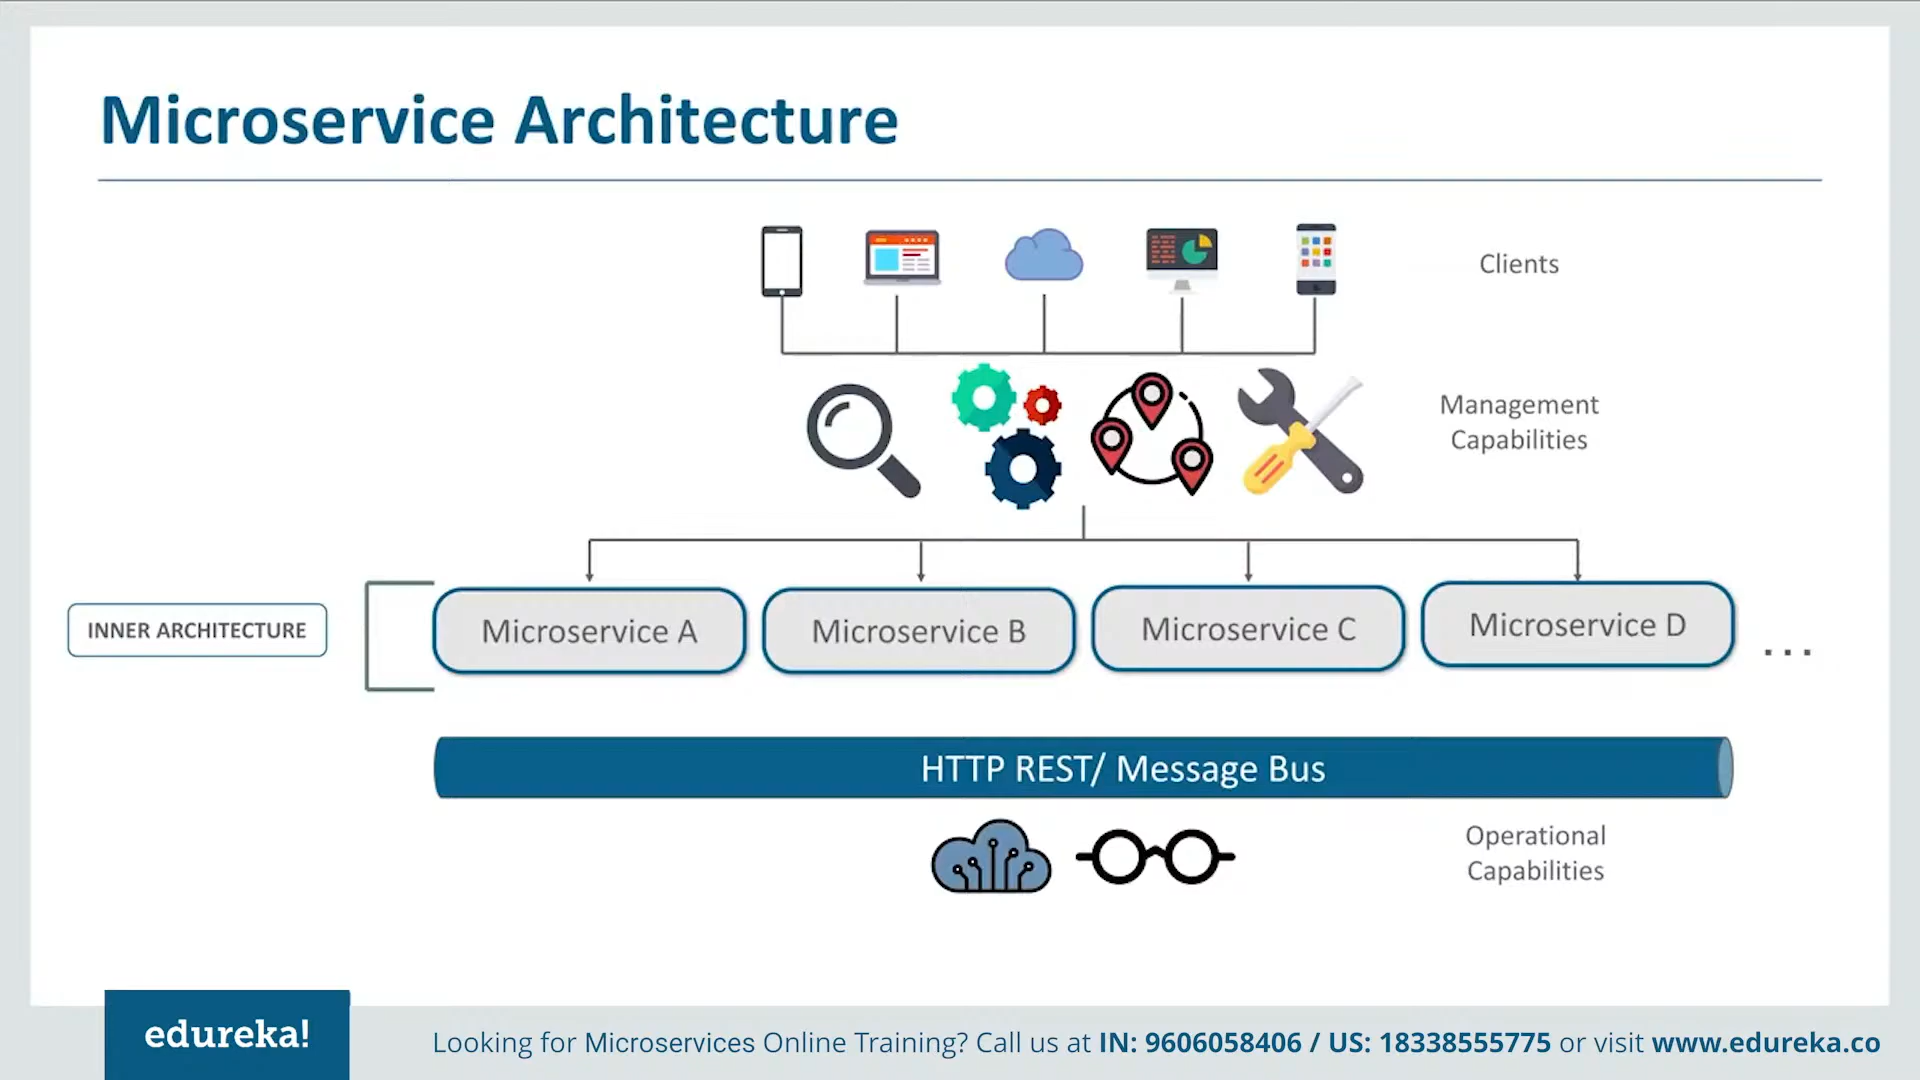 Microservice Architecture
Clients
Management
Capabilities
INNER ARCHITECTURE
Microservice A
Microservice B
Microservice C
Microservice D
...
HTTP REST/ Message Bus
Operational
Capabilities
edureka!
Looking for Microservices Online Training? Call us at IN: 9606058406 / US: 18338555775 or visit www.edureka.co